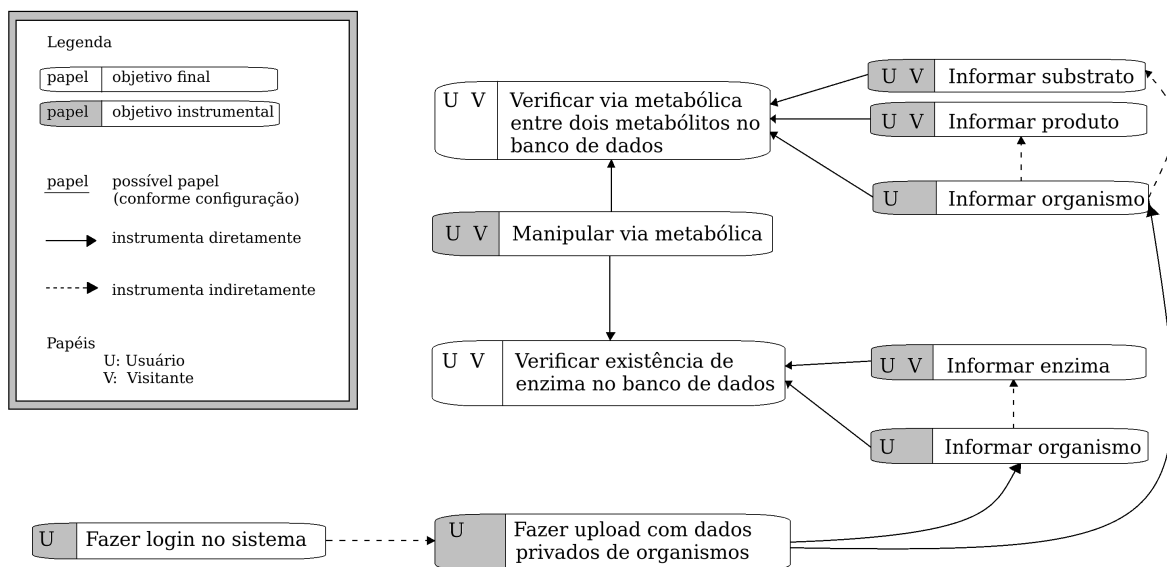 Legenda
papel objetivo final
papel objetivo instrumental
papel possível papel
(conforme configuração)
instrumenta diretamente
instrumenta indiretamente
Papéis
U: Usuário
V: Visitante
U V Verificar via metabólica
entre dois metabólitos no
banco de dados
U V Informar substrato
U V Informar produto
U Informar organismo
U V Manipular via metabólica
U V Verificar existência de
enzima no banco de dados
U V Informar enzima
U Informar organismo
U Fazer login no sistema
U Fazer upload com dados
privados de organismos